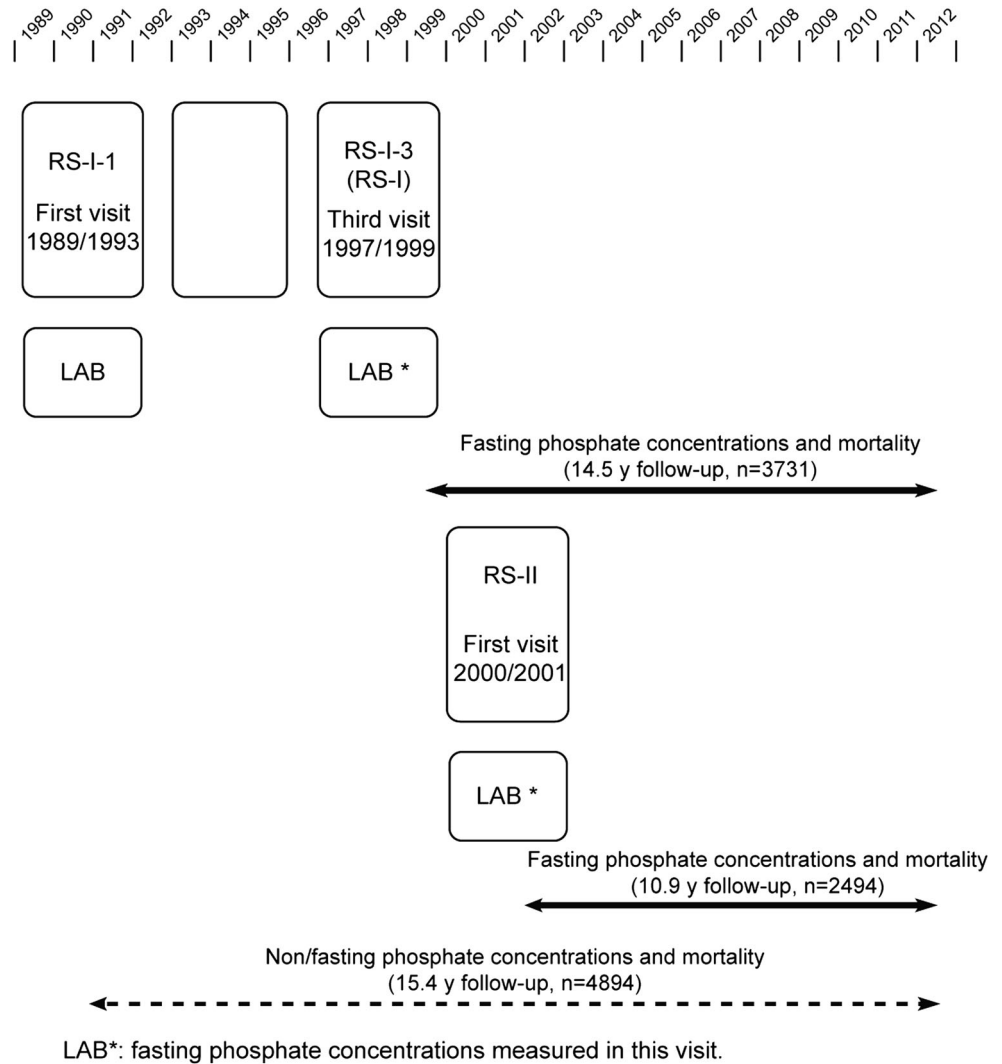 1989 1990 1991 1992 1993 1994 1995 1996 1997 1998 1999 2000 2001 2002 2003 2004 2005 2006 2007 2008 2009 2010 2011 2012
RS-I-1
First visit
1989/1993
RS-I-3
(RS-I)
Third visit
1997/1999
LAB
LAB *
Fasting phosphate concentrations and mortality
(14.5 y follow-up, n=3731)
RS-II
First visit
2000/2001
LAB *
Fasting phosphate concentrations and mortality
(10.9 y follow-up, n=2494)
Non/fasting phosphate concentrations and mortality
(15.4 y follow-up, n=4894)
LAB*: fasting phosphate concentrations measured in this visit.